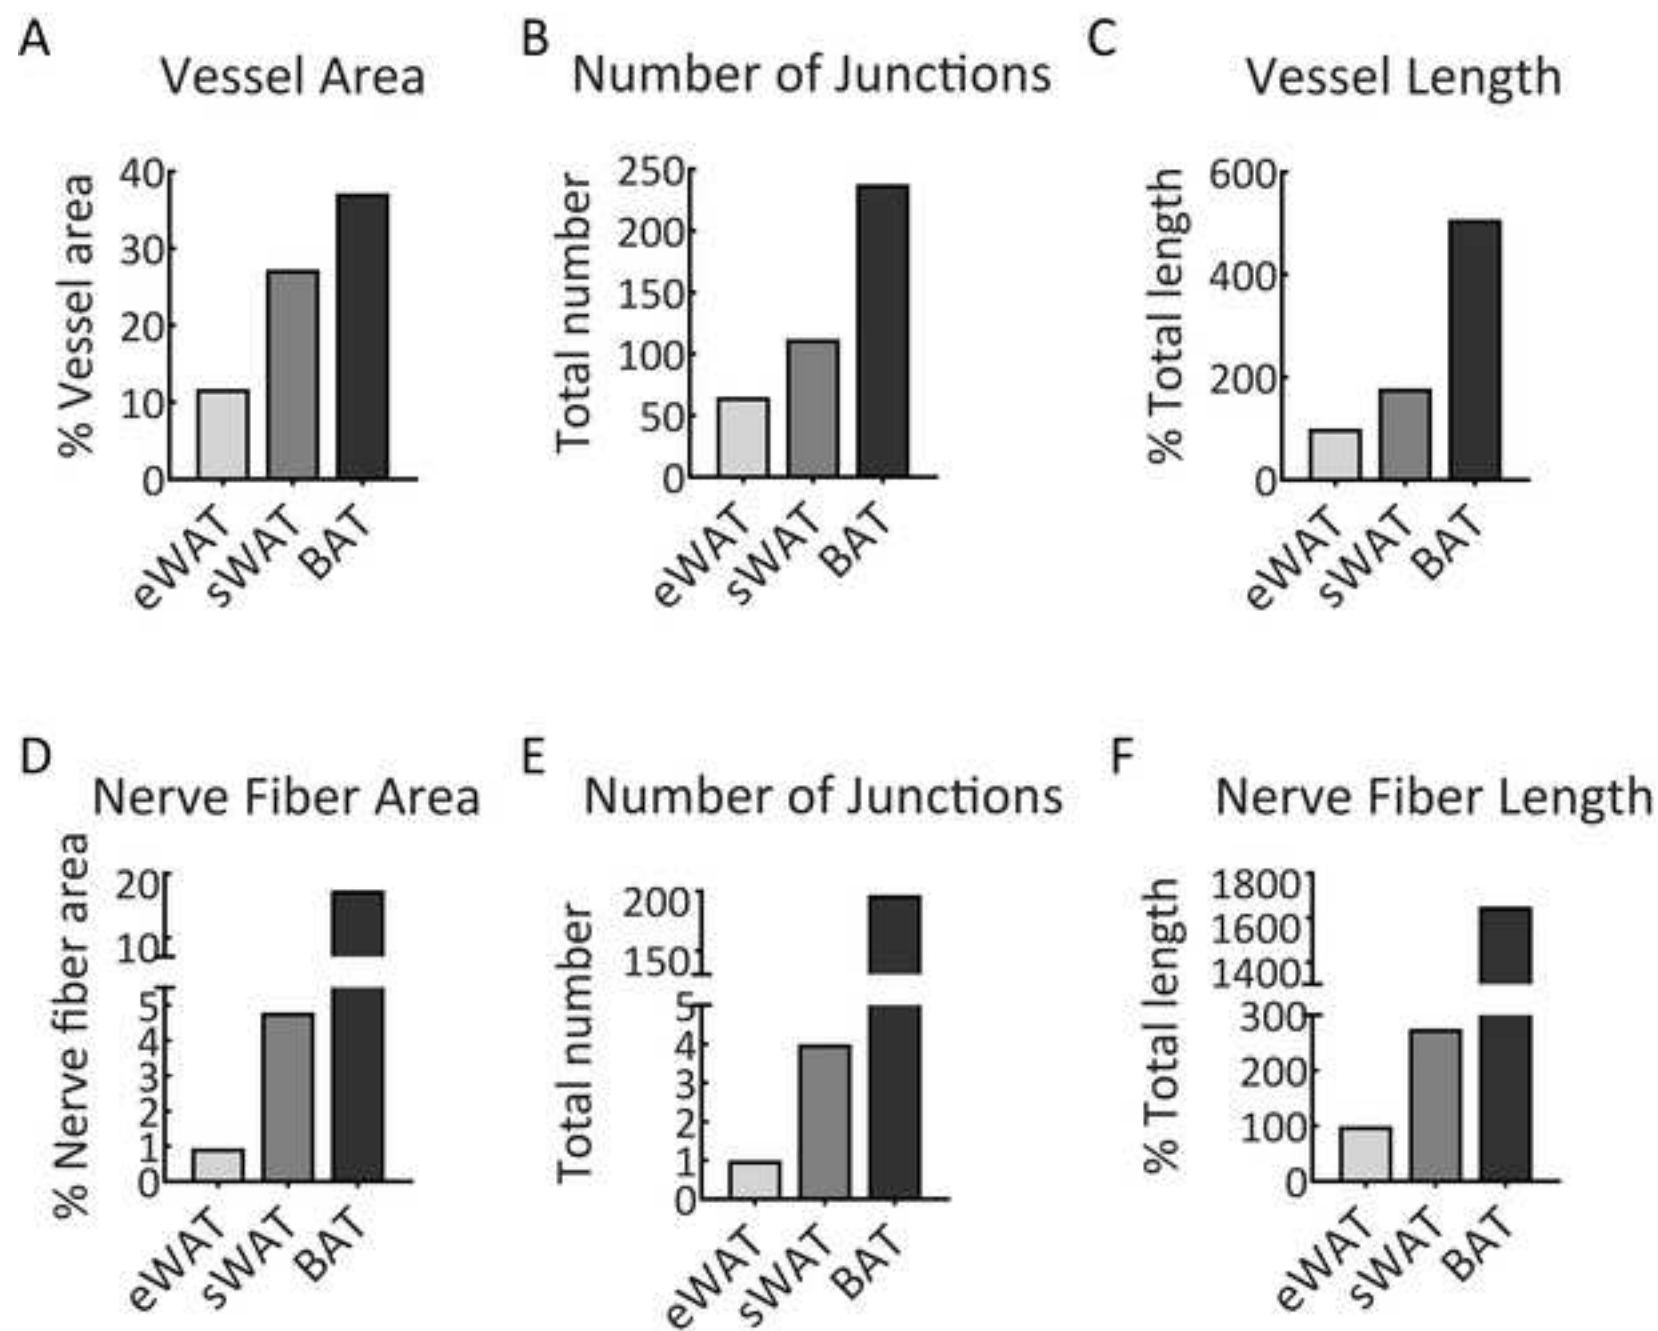 A
Vessel Area
% Vessel area
40
30
20
10
0
eWAT
sWAT
BAT
B
Number of Junctions
Total number
250
200
150
100
50
0
eWAT
sWAT
BAT
C
Vessel Length
% Total length
600
400
200
0
eWAT
sWAT
BAT
D
Nerve Fiber Area
% Nerve fiber area
20
10
5
4
3
2
1
0
eWAT
sWAT
BAT
E
Number of Junctions
Total number
200
150
5
4
3
2
1
0
eWAT
sWAT
BAT
F
Nerve Fiber Length
% Total length
1800
1600
1400
300
200
100
0
eWAT
sWAT
BAT